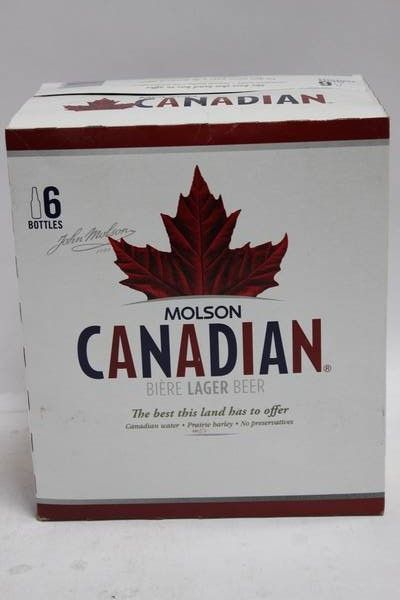 CANADIAN
6
BOTTLES
John Molson
MOLSON
CANADIAN®
BIÈRE LAGER BEER
The best this land has to offer
Canadian water • Prairie barley • No preservatives